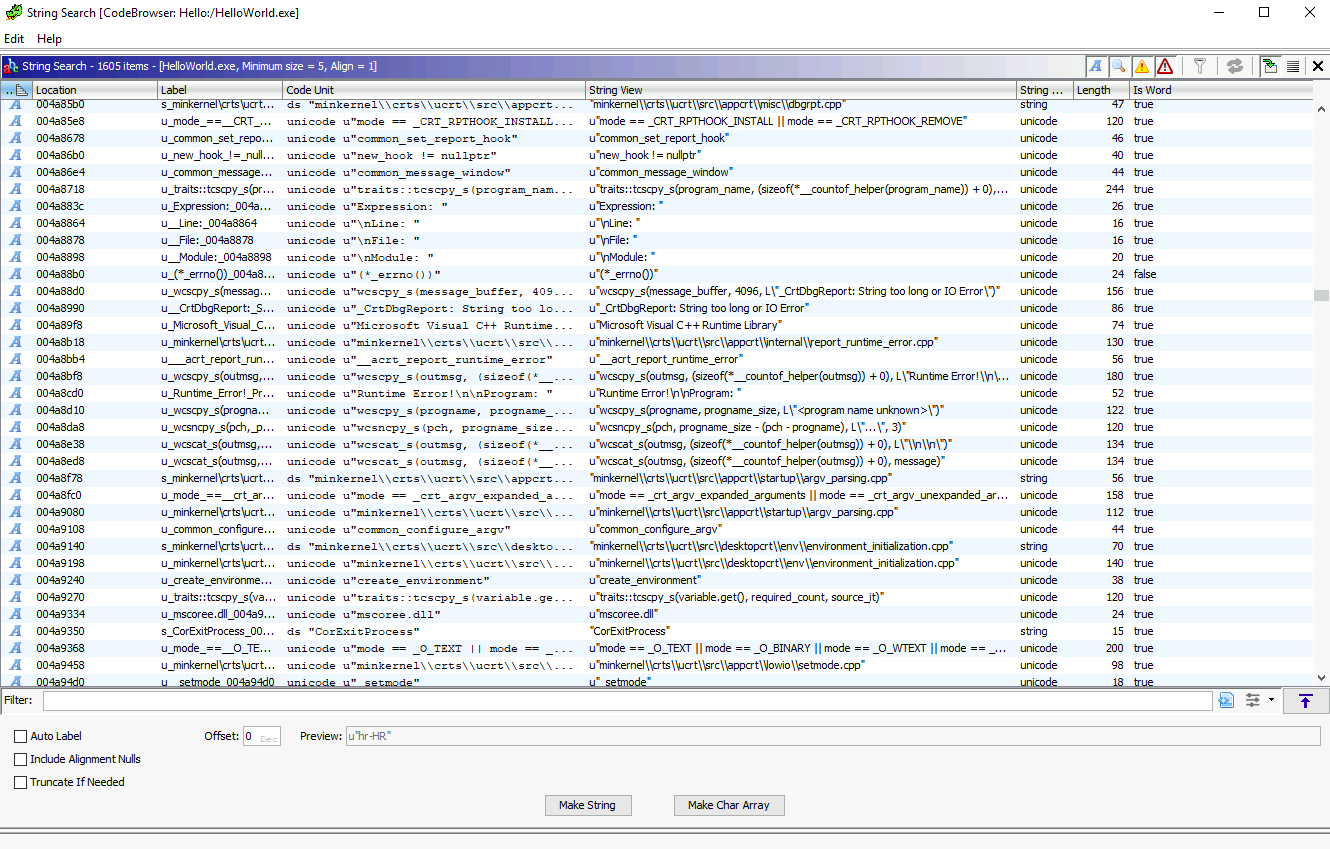 String Search [CodeBrowser: Hello:/HelloWorld.exe]
Edit Help
String Search - 1605 items - [HelloWorld.exe, Minimum size = 5, Align = 1]
.. Location Label Code Unit String View String ... Length Is Word
004a85b0 s_minkernel\crts\ucrt... ds "minkernel\\crts\\ucrt\\src\\appcrt... "minkernel\\crts\\ucrt\\src\\appcrt\\misc\\dbgrpt.cpp" string 47 true
004a85e8 u_mode_==__CRT_... unicode u"mode == _CRT_RPTHOOK_INSTALL... u"mode == _CRT_RPTHOOK_INSTALL || mode == _CRT_RPTHOOK_REMOVE" unicode 120 true
004a8678 u_common_set_repo... unicode u"common_set_report_hook" u"common_set_report_hook" unicode 46 true
004a86b0 u_new_hook_!=_null... unicode u"new_hook != nullptr" u"new_hook != nullptr" unicode 40 true
004a86e4 u_common_message... unicode u"common_message_window" u"common_message_window" unicode 44 true
004a8718 u_traits::tcscpy_s(pr... unicode u"traits::tcscpy_s(program_nam... u"traits::tcscpy_s(program_name, (sizeof(*__countof_helper(program_name)) + 0),... unicode 244 true
004a883c u_Expression:_004a... unicode u"Expression: " u"Expression: " unicode 26 true
004a8864 u__Line:_004a8864 unicode u"\nLine: " u"\nLine: " unicode 16 true
004a8878 u__File:_004a8878 unicode u"\nFile: " u"\nFile: " unicode 16 true
004a8898 u__Module:_004a8898 unicode u"\nModule: " u"\nModule: " unicode 20 true
004a88b0 u_(*_errno())_004a8... unicode u"(*_errno())" u"(*_errno())" unicode 24 false
004a88d0 u_wcscpy_s(messag... unicode u"wcscpy_s(message_buffer, 409... u"wcscpy_s(message_buffer, 4096, L\"_CrtDbgReport: String too long or IO Error\")" unicode 156 true
004a8990 u__CrtDbgReport:_S... unicode u"_CrtDbgReport: String too lo... u"_CrtDbgReport: String too long or IO Error" unicode 86 true
004a89f8 u_Microsoft_Visual_C... unicode u"Microsoft Visual C++ Runtime... u"Microsoft Visual C++ Runtime Library" unicode 74 true
004a8b18 u_minkernel\crts\ucrt... unicode u"minkernel\\crts\\ucrt\\src\\... u"minkernel\\crts\\ucrt\\src\\appcrt\\internal\\report_runtime_error.cpp" unicode 130 true
004a8bb4 u___acrt_report_run... unicode u"__acrt_report_runtime_error" u"__acrt_report_runtime_error" unicode 56 true
004a8bf8 u_wcscpy_s(outmsg,... unicode u"wcscpy_s(outmsg, (sizeof(*__... u"wcscpy_s(outmsg, (sizeof(*__countof_helper(outmsg)) + 0), L\"Runtime Error!\\n\... unicode 180 true
004a8cd0 u_Runtime_Error!_Pr... unicode u"Runtime Error!\n\nProgram: " u"Runtime Error!\n\nProgram: " unicode 52 true
004a8d10 u_wcscpy_s(progna... unicode u"wcscpy_s(progname, progname_... u"wcscpy_s(progname, progname_size, L\"<program name unknown>\")" unicode 122 true
004a8da8 u_wcsncpy_s(pch,_p... unicode u"wcsncpy_s(pch, progname_size... u"wcsncpy_s(pch, progname_size - (pch - progname), L\"...\", 3)" unicode 120 true
004a8e38 u_wcscat_s(outmsg,... unicode u"wcscat_s(outmsg, (sizeof(*__... u"wcscat_s(outmsg, (sizeof(*__countof_helper(outmsg)) + 0), L\"\\n\\n\")" unicode 134 true
004a8ed8 u_wcscat_s(outmsg,... unicode u"wcscat_s(outmsg, (sizeof(*__... u"wcscat_s(outmsg, (sizeof(*__countof_helper(outmsg)) + 0), message)" unicode 134 true
004a8f78 s_minkernel\crts\ucrt... ds "minkernel\\crts\\ucrt\\src\\appcrt... "minkernel\\crts\\ucrt\\src\\appcrt\\startup\\argv_parsing.cpp" string 56 true
004a8fc0 u_mode_==__crt_ar... unicode u"mode == _crt_argv_expanded_a... u"mode == _crt_argv_expanded_arguments || mode == _crt_argv_unexpanded_ar... unicode 158 true
004a9080 u_minkernel\crts\ucrt... unicode u"minkernel\\crts\\ucrt\\src\\... u"minkernel\\crts\\ucrt\\src\\appcrt\\startup\\argv_parsing.cpp" unicode 112 true
004a9108 u_common_configure... unicode u"common_configure_argv" u"common_configure_argv" unicode 44 true
004a9140 s_minkernel\crts\ucrt... ds "minkernel\\crts\\ucrt\\src\\deskto... "minkernel\\crts\\ucrt\\src\\desktopcrt\\env\\environment_initialization.cpp" string 70 true
004a9198 u_minkernel\crts\ucrt... unicode u"minkernel\\crts\\ucrt\\src\\... u"minkernel\\crts\\ucrt\\src\\desktopcrt\\env\\environment_initialization.cpp" unicode 140 true
004a9240 u_create_environme... unicode u"create_environment" u"create_environment" unicode 38 true
004a9270 u_traits::tcscpy_s(va... unicode u"traits::tcscpy_s(variable.ge... u"traits::tcscpy_s(variable.get(), required_count, source_it)" unicode 120 true
004a9334 u_mscoree.dll_004a9... unicode u"mscoree.dll" u"mscoree.dll" unicode 24 true
004a9350 s_CorExitProcess_00... ds "CorExitProcess" "CorExitProcess" string 15 true
004a9368 u_mode_==__O_TE... unicode u"mode == _O_TEXT || mode == _... u"mode == _O_TEXT || mode == _O_BINARY || mode == _O_WTEXT || mode == _... unicode 200 true
004a9458 u_minkernel\crts\ucrt... unicode u"minkernel\\crts\\ucrt\\src\\... u"minkernel\\crts\\ucrt\\src\\appcrt\\lowio\\setmode.cpp" unicode 98 true
004a94d0 u__setmode_004a94d0 unicode u"_setmode" u"_setmode" unicode 18 true
Filter:
Auto Label Offset: 0 Dec Preview: u"hr-HR"
Include Alignment Nulls
Truncate If Needed
Make String Make Char Array